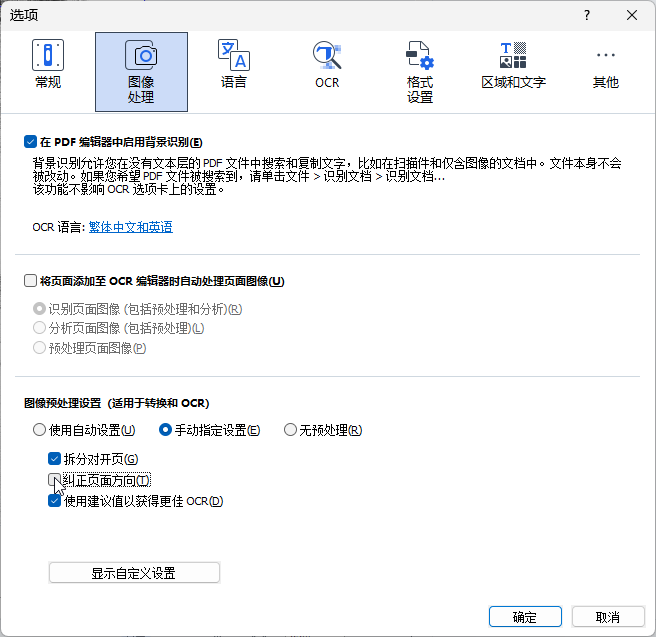 选项
?
常规
图像
处理
语言
OCR
格式
设置
区域和文字
其他
在 PDF 编辑器中启用背景识别(E)
背景识别允许您在没有文本层的 PDF 文件中搜索和复制文字，比如在扫描件和仅含图像的文档中。文件本身不会
被改动。如果您希望 PDF 文件被搜索到，请单击文件 > 识别文档 > 识别文档...
该功能不影响 OCR 选项卡上的设置。
OCR 语言: 繁体中文和英语
将页面添加至 OCR 编辑器时自动处理页面图像(U)
识别页面图像 (包括预处理和分析)(R)
分析页面图像 (包括预处理)(L)
预处理页面图像(P)
图像预处理设置（适用于转换和 OCR）
使用自动设置(U) 手动指定设置(E) 无预处理(R)
拆分对开页(G)
纠正页面方向(T)
使用建议值以获得更佳 OCR(D)
显示自定义设置
确定 取消